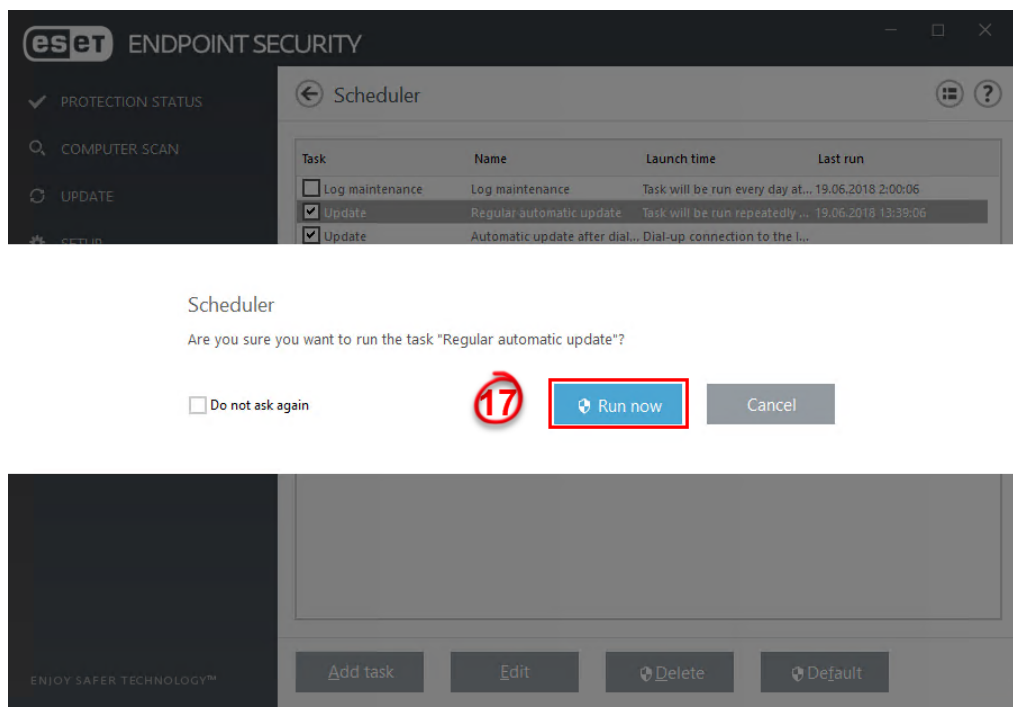 eset ENDPOINT SECURITY
PROTECTION STATUS
COMPUTER SCAN
UPDATE
SETUP
Scheduler
?
Task Name Launch time Last run
Log maintenance Log maintenance Task will be run every day at... 19.06.2018 2:00:06
Update Regular automatic update Task will be run repeatedly ... 19.06.2018 13:39:06
Update Automatic update after dial... Dial-up connection to the I...
Scheduler
Are you sure you want to run the task "Regular automatic update"?
Do not ask again
17
Run now
Cancel
Add task
Edit
Delete
Default
ENJOY SAFER TECHNOLOGY™